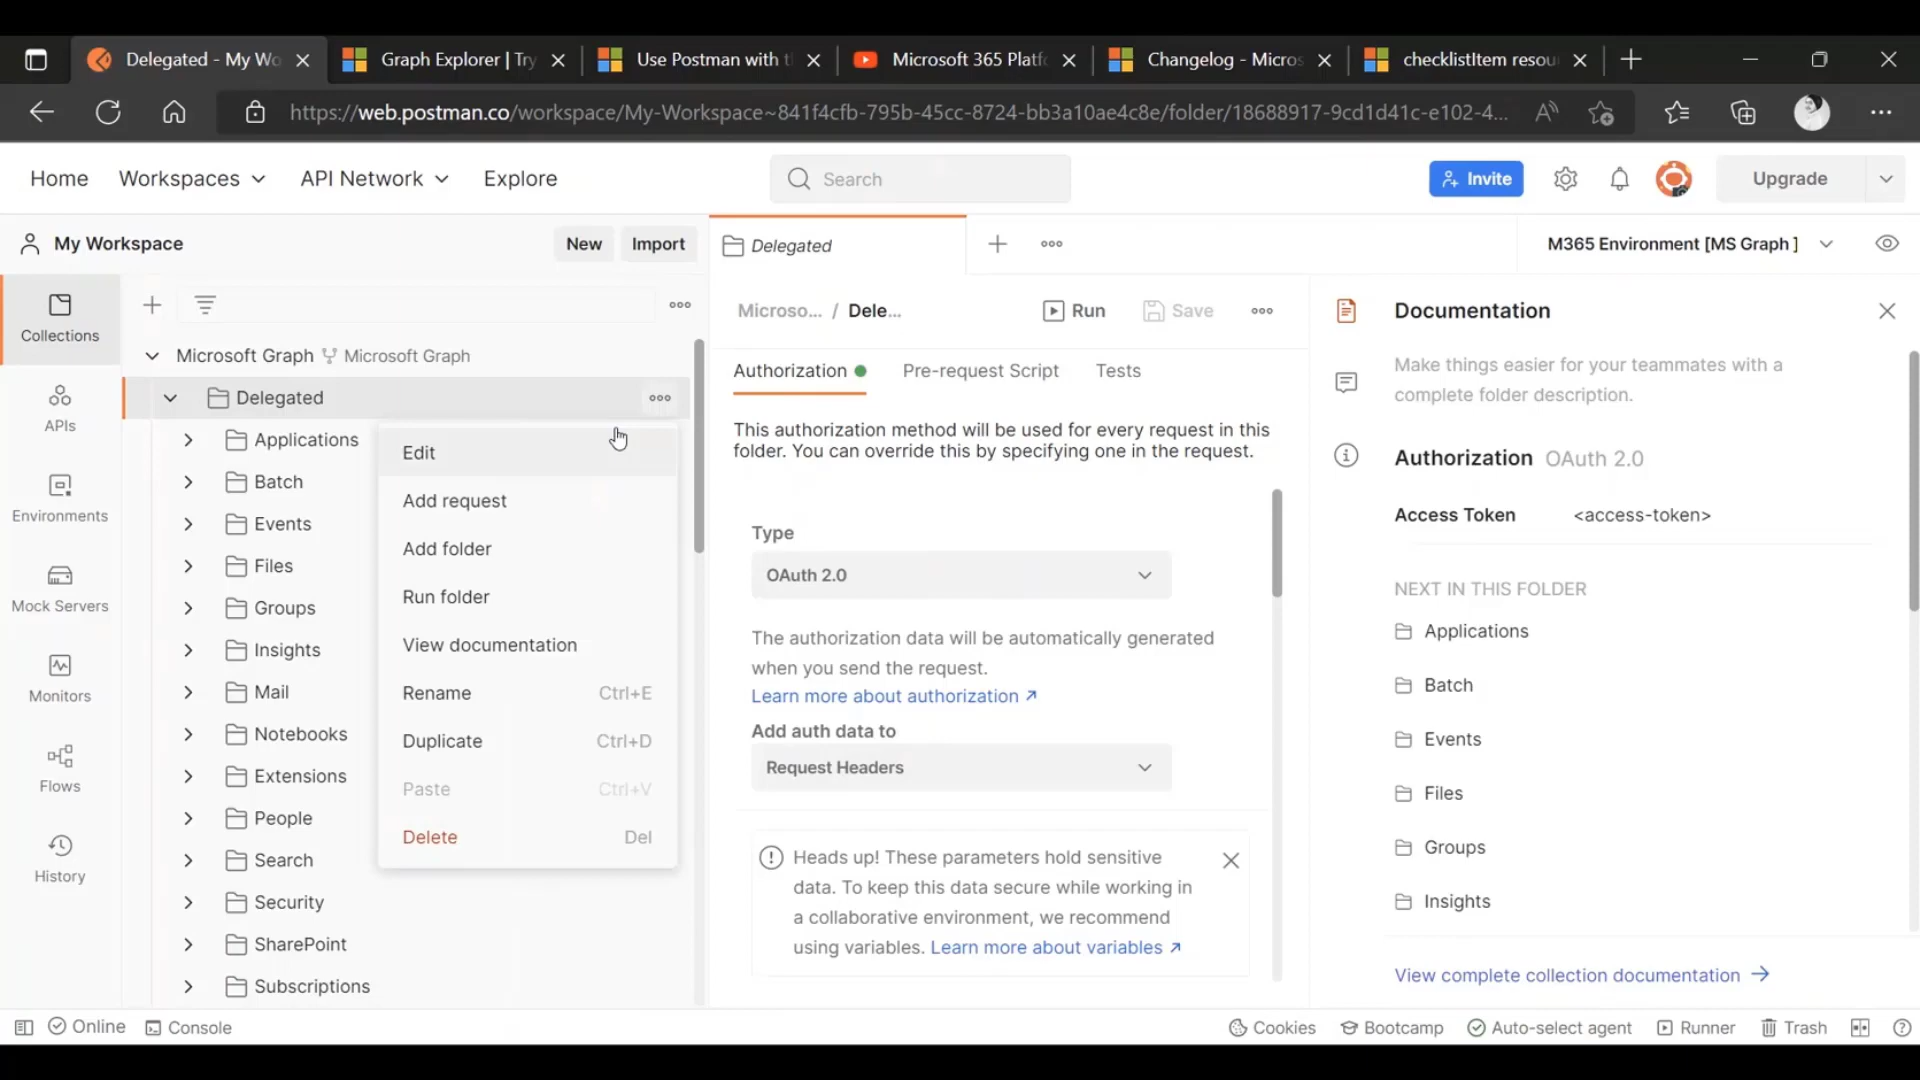 Delegated - My Wo
Graph Explorer | Try
Use Postman with t
Microsoft 365 Platfo
Changelog - Micros
checklistItem resou
https://web.postman.co/workspace/My-Workspace~841f4cfb-795b-45cc-8724-bb3a10ae4c8e/folder/18688917-9cd1d41c-e102-4...
Home
Workspaces
API Network
Explore
Search
Invite
Upgrade
My Workspace
New
Import
Delegated
M365 Environment [MS Graph ]
Collections
APIs
Environments
Mock Servers
Monitors
Flows
History
Microsoft Graph
Microsoft Graph
Delegated
Applications
Batch
Events
Files
Groups
Insights
Mail
Notebooks
Extensions
People
Search
Security
SharePoint
Subscriptions
Edit
Add request
Add folder
Run folder
View documentation
Rename Ctrl+E
Duplicate Ctrl+D
Paste Ctrl+V
Delete Del
Microso... / Dele...
Run
Save
Authorization
Pre-request Script
Tests
This authorization method will be used for every request in this
folder. You can override this by specifying one in the request.
Type
OAuth 2.0
The authorization data will be automatically generated
when you send the request.
Learn more about authorization ↗
Add auth data to
Request Headers
Heads up! These parameters hold sensitive
data. To keep this data secure while working in
a collaborative environment, we recommend
using variables. Learn more about variables ↗
Documentation
Make things easier for your teammates with a
complete folder description.
Authorization OAuth 2.0
Access Token <access-token>
NEXT IN THIS FOLDER
Applications
Batch
Events
Files
Groups
Insights
View complete collection documentation →
Online
Console
Cookies
Bootcamp
Auto-select agent
Runner
Trash